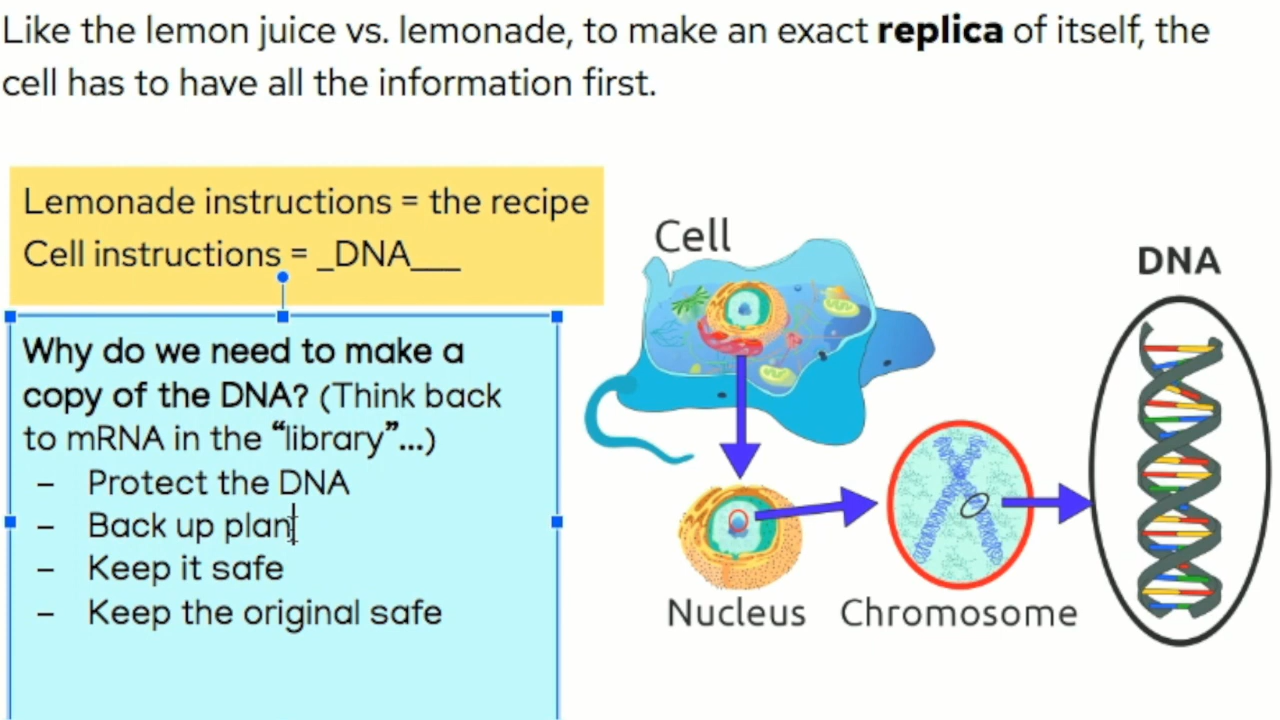 Like the lemon juice vs. lemonade, to make an exact replica of itself, the
cell has to have all the information first.
Lemonade instructions = the recipe
Cell instructions = _DNA___
Why do we need to make a
copy of the DNA? (Think back
to mRNA in the “library”...)
- Protect the DNA
- Back up plan
- Keep it safe
- Keep the original safe
Cell
DNA
Nucleus
Chromosome